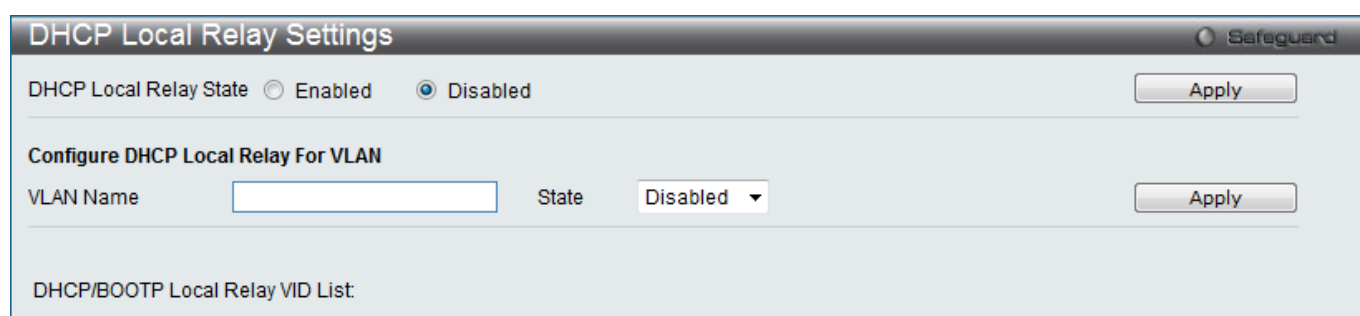 DHCP Local Relay Settings
Safeguard
DHCP Local Relay State Enabled Disabled Apply
Configure DHCP Local Relay For VLAN
VLAN Name State Disabled Apply
DHCP/BOOTP Local Relay VID List: